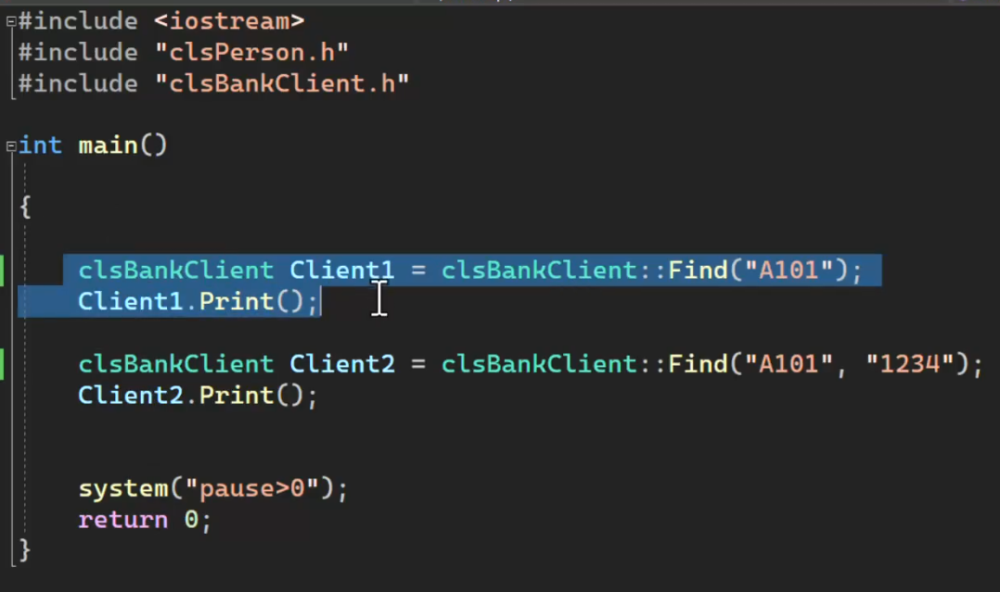 #include <iostream>
#include "clsPerson.h"
#include "clsBankClient.h"
int main()
{
clsBankClient Client1 = clsBankClient::Find("A101");
Client1.Print();
clsBankClient Client2 = clsBankClient::Find("A101", "1234");
Client2.Print();
system("pause>0");
return 0;
}